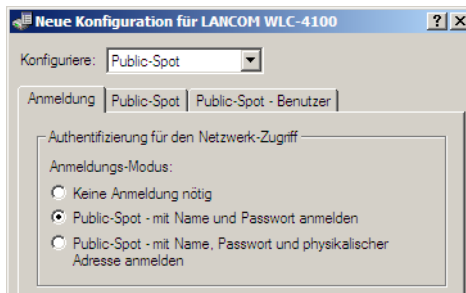 Neue Konfiguration für LANCOM WLC-4100
Konfiguriere: Public-Spot
Anmeldung Public-Spot Public-Spot - Benutzer
Authentifizierung für den Netzwerk-Zugriff
Anmeldungs-Modus:
Keine Anmeldung nötig
Public-Spot - mit Name und Passwort anmelden
Public-Spot - mit Name, Passwort und physikalischer
Adresse anmelden